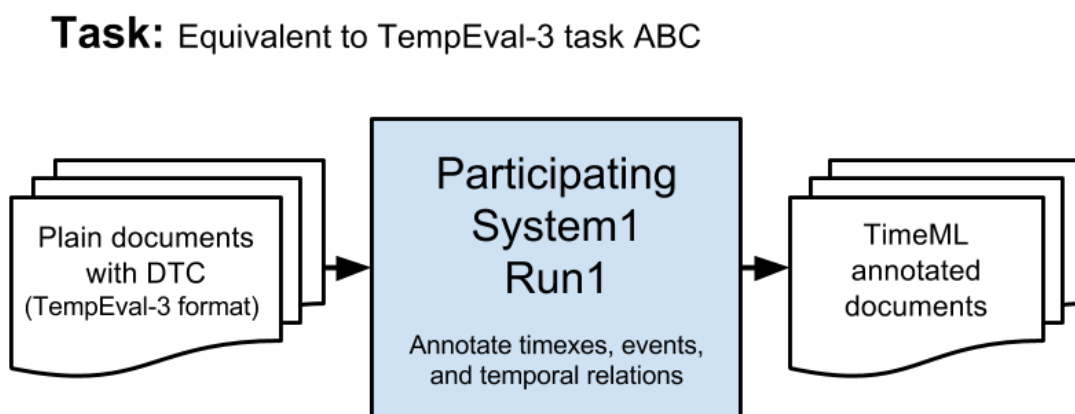 Task: Equivalent to TempEval-3 task ABC
Plain documents
with DTC
(TempEval-3 format)
Participating
System1
Run1
Annotate timexes, events,
and temporal relations
TimeML
annotated
documents